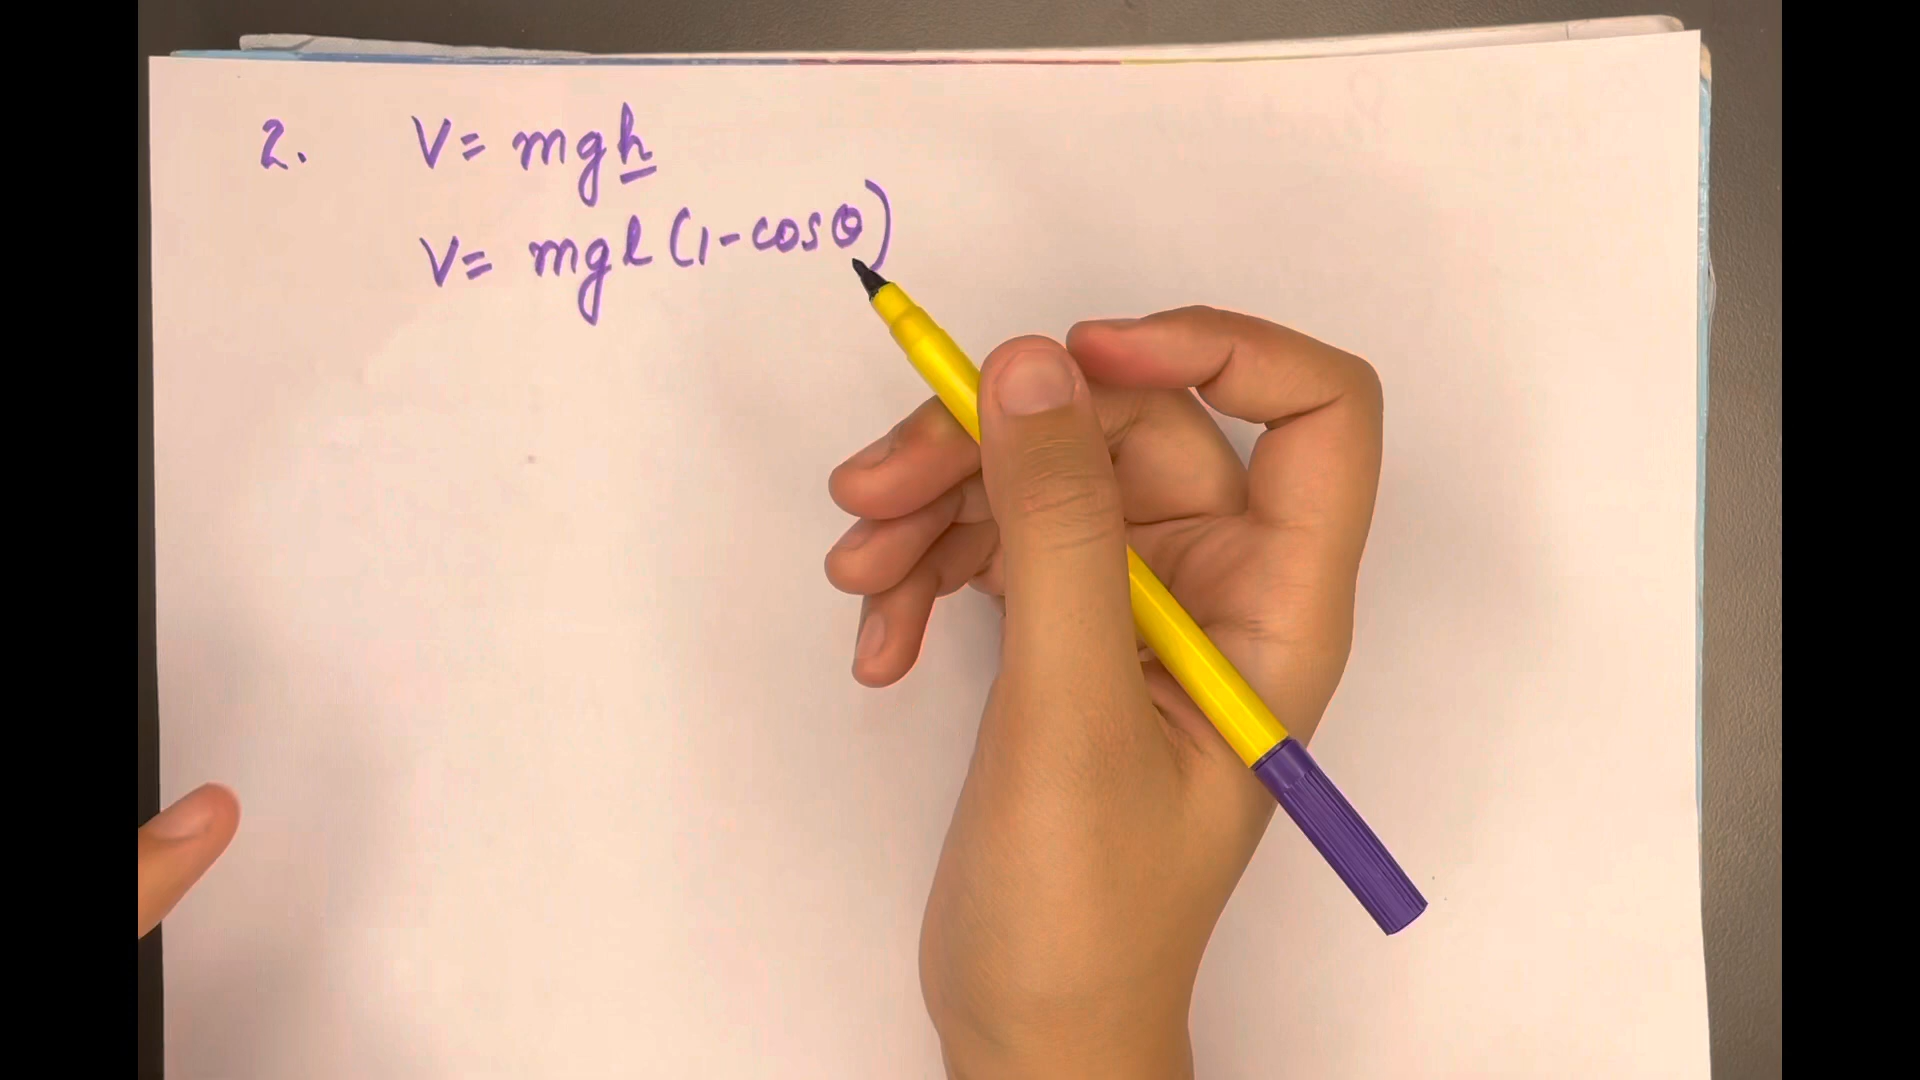 2. V= mgh
V= mgl (1-cosθ)